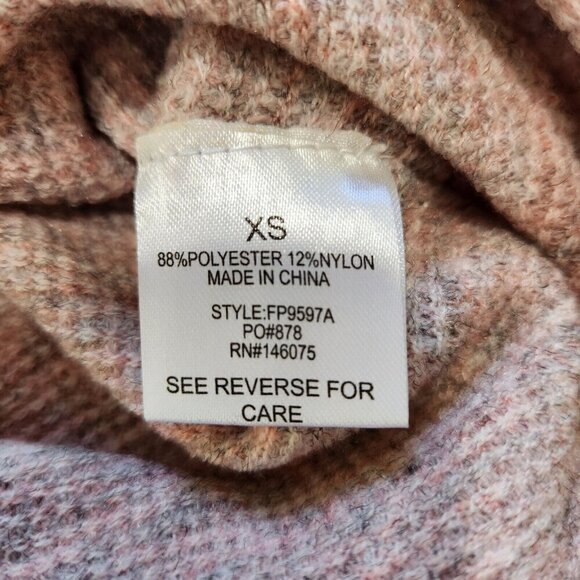 XS
88%POLYESTER 12%NYLON
MADE IN CHINA
STYLE:FP9597A
PO#878
RN#146075
SEE REVERSE FOR
CARE